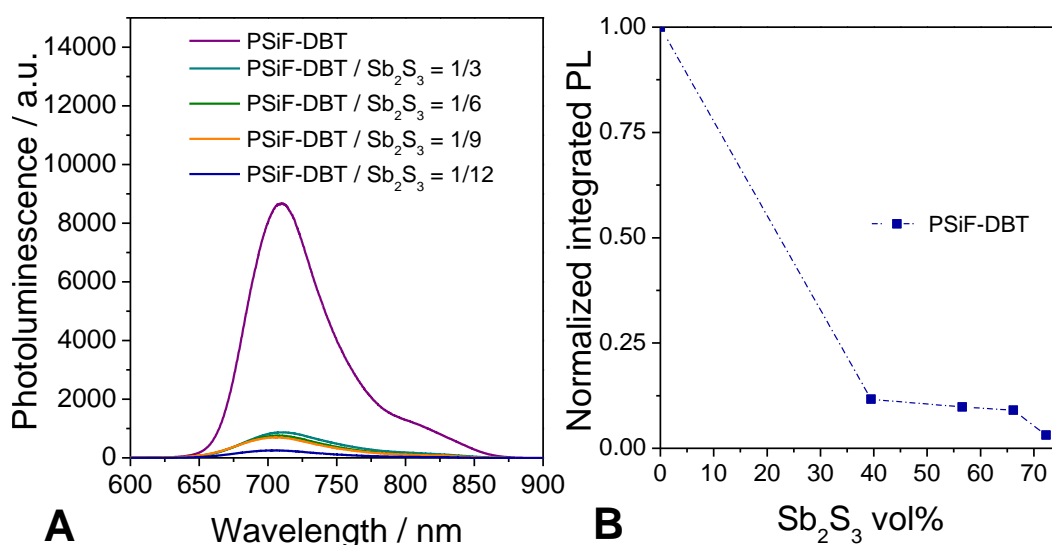 Photoluminescence / a.u.
14000
12000
10000
8000
6000
4000
2000
0
PSiF-DBT
PSiF-DBT / Sb₂S₃ = 1/3
PSiF-DBT / Sb₂S₃ = 1/6
PSiF-DBT / Sb₂S₃ = 1/9
PSiF-DBT / Sb₂S₃ = 1/12
600 650 700 750 800 850 900
Wavelength / nm
A
Normalized integrated PL
1.00
0.75
0.50
0.25
0.00
PSiF-DBT
0 10 20 30 40 50 60 70
Sb₂S₃ vol%
B